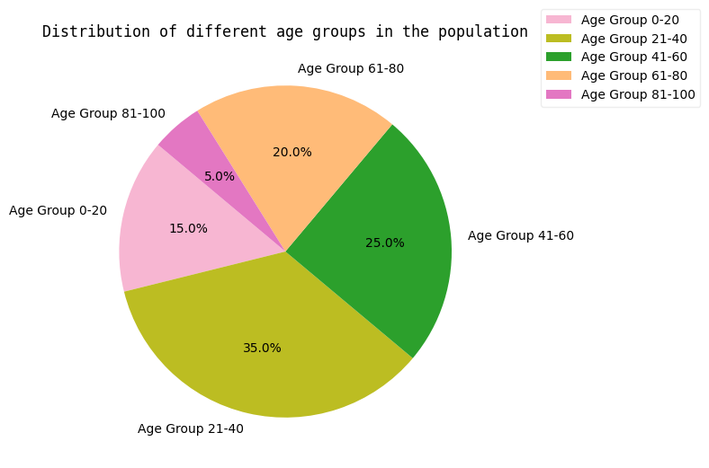 Distribution of different age groups in the population
Age Group 0-20
Age Group 21-40
Age Group 41-60
Age Group 61-80
Age Group 81-100
Age Group 61-80
Age Group 81-100
20.0%
5.0%
Age Group 0-20
15.0%
25.0%
Age Group 41-60
35.0%
Age Group 21-40